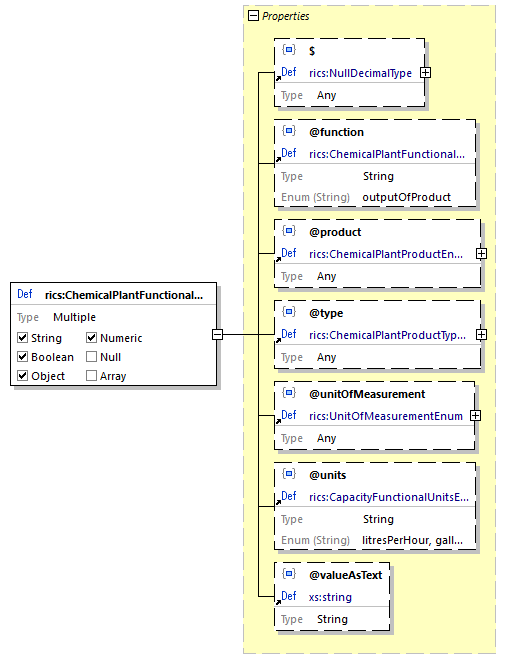 Properties
$
Def rics:NullDecimalType
Type Any
@function
Def rics:ChemicalPlantFunctional...
Type String
Enum (String) outputOfProduct
@product
Def rics:ChemicalPlantProductEn...
Type Any
Def rics:ChemicalPlantFunctional...
Type Multiple
String Numeric
Boolean Null
Object Array
@type
Def rics:ChemicalPlantProductTyp...
Type Any
@unitOfMeasurement
Def rics:UnitOfMeasurementEnum
Type Any
@units
Def rics:CapacityFunctionalUnitsE...
Type String
Enum (String) litresPerHour, gall...
@valueAsText
Def xs:string
Type String